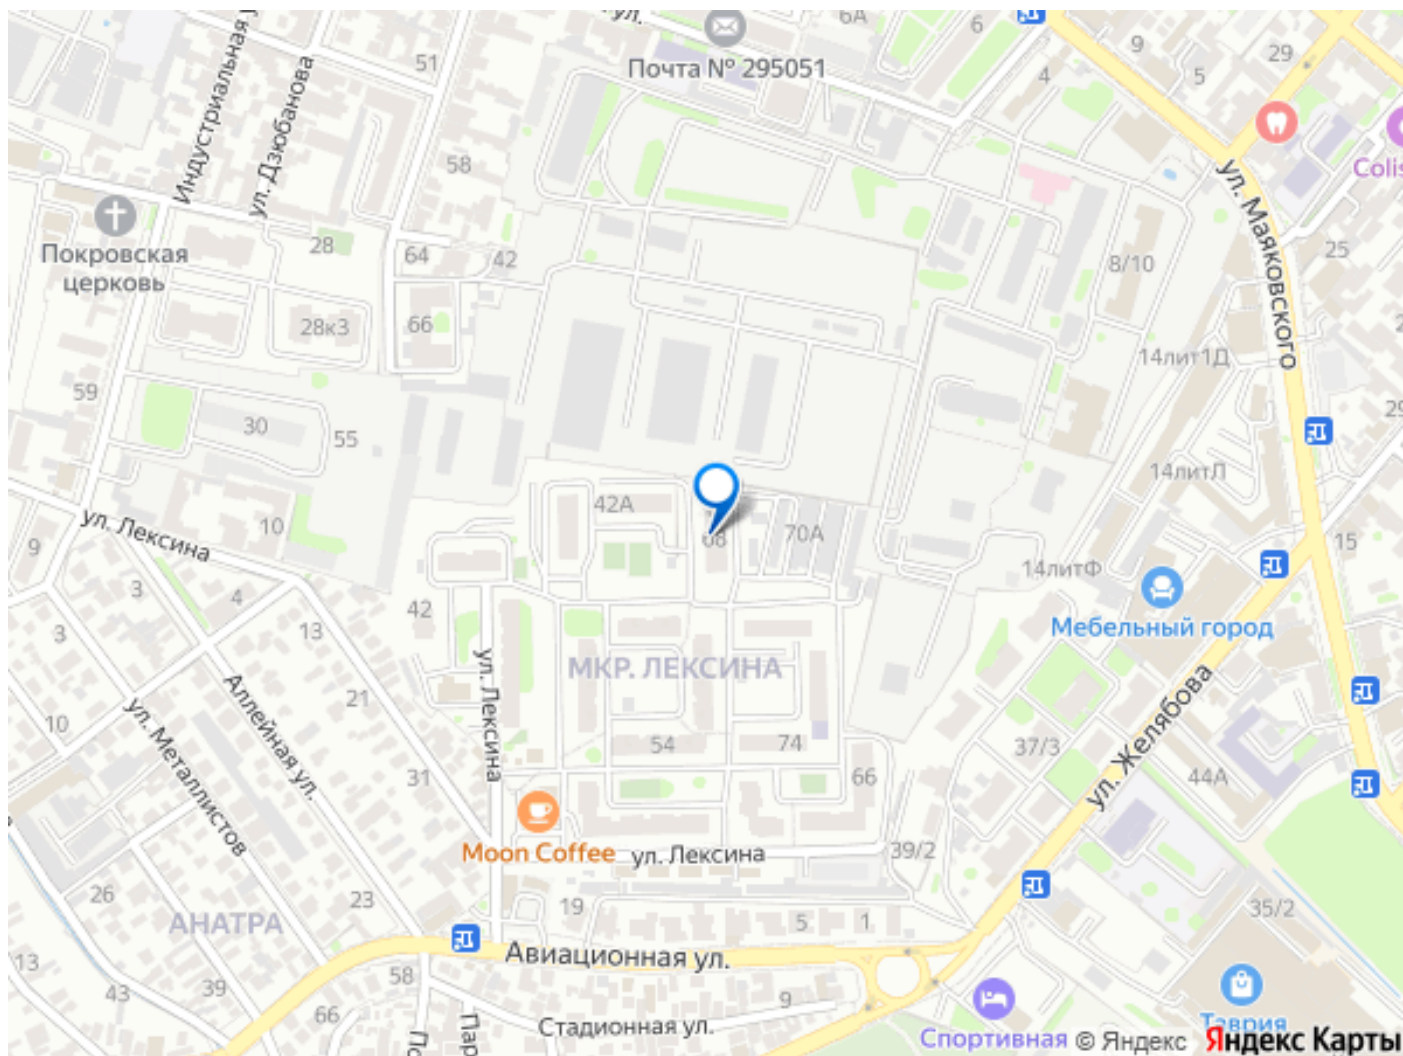 ул.
6А
6
9
29
51
Почта № 295051
4
5
Индустриальная
ул. Дзюбанова
58
Colis
ул. Маяковского
Покровская
церковь
28
64
42
8/10
25
28к3
66
14лит1Д
59
30
55
29
14литЛ
42А
ул. Лексина
10
68
70А
9
15
3
4
42
14литФ
3
13
Мебельный город
МКР. ЛЕКСИНА
ул. Лексина
Аллейная ул.
21
10
ул. Металлистов
54
74
37/3
ул. Желябова
31
66
44А
Moon Coffee
ул. Лексина
39/2
26
23
19
5
1
35/2
АНАТРА
Авиационная ул.
13
58
43
39
66
9
Стадионная ул.
Пар
По
Спортивная
Таврия
© Яндекс
Яндекс Карты